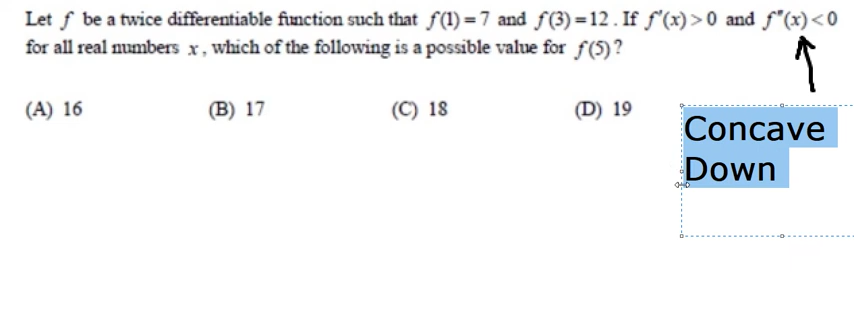 Let f be a twice differentiable function such that f(1) = 7 and f(3) = 12. If f'(x) > 0 and f"(x) < 0
for all real numbers x, which of the following is a possible value for f(5)?
(A) 16 (B) 17 (C) 18 (D) 19
Concave
Down